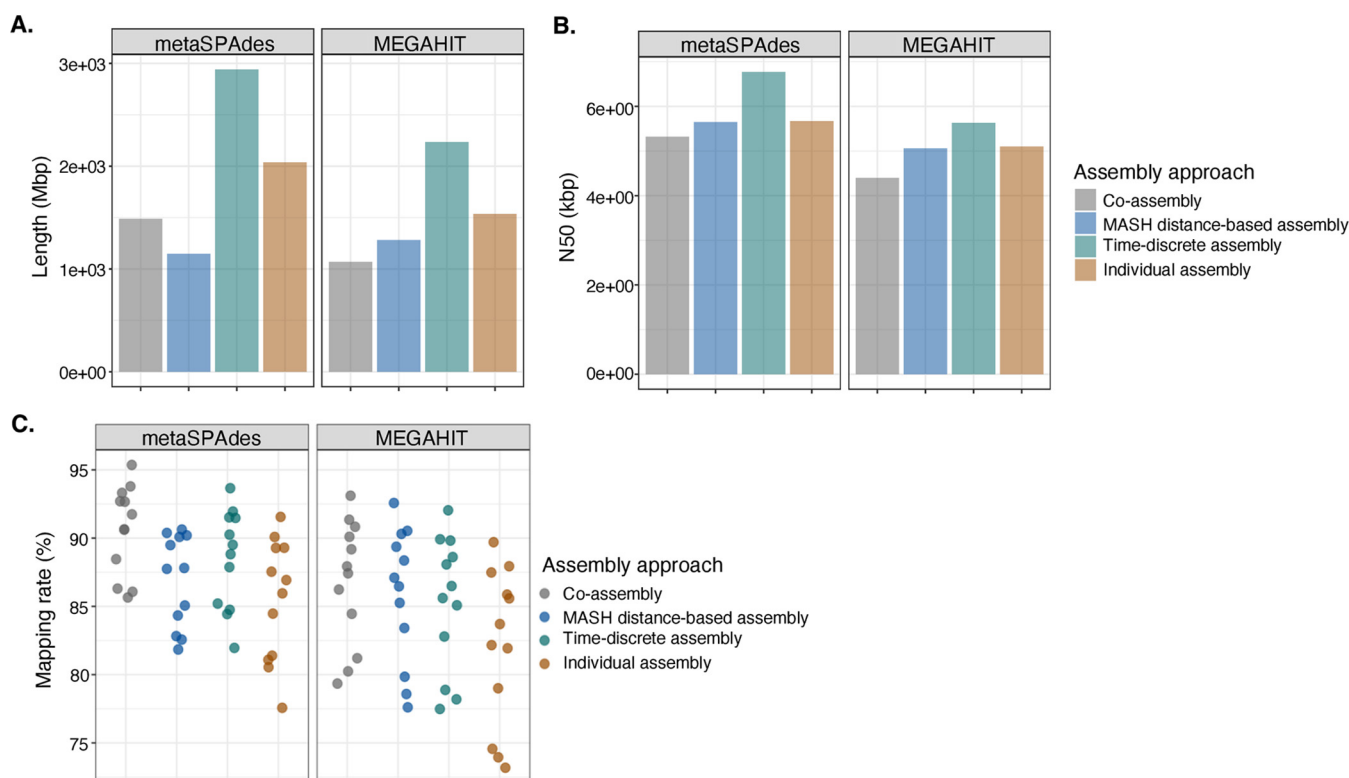 A.
metaSPAdes
MEGAHIT
Length (Mbp)
3e+03
2e+03
1e+03
0e+00
B.
metaSPAdes
MEGAHIT
N50 (kbp)
6e+00
4e+00
2e+00
0e+00
Assembly approach
Co-assembly
MASH distance-based assembly
Time-discrete assembly
Individual assembly
C.
metaSPAdes
MEGAHIT
Mapping rate (%)
95
90
85
80
75
Assembly approach
Co-assembly
MASH distance-based assembly
Time-discrete assembly
Individual assembly